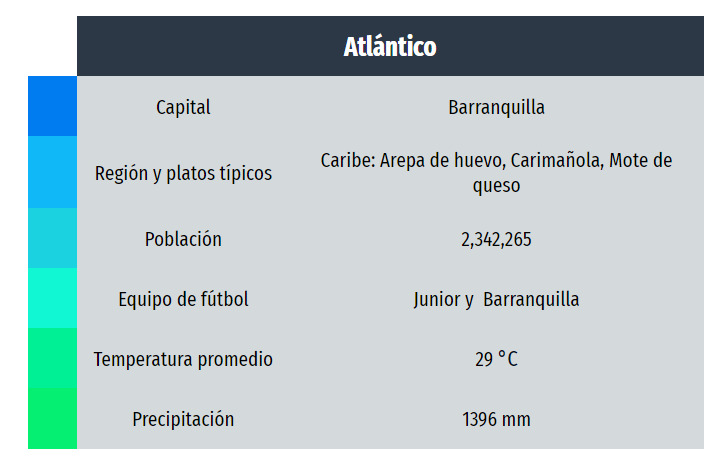 Atlántico
Capital Barranquilla
Región y platos típicos Caribe: Arepa de huevo, Carimañola, Mote de
queso
Población 2,342,265
Equipo de fútbol Junior y  Barranquilla
Temperatura promedio 29 °C
Precipitación 1396 mm